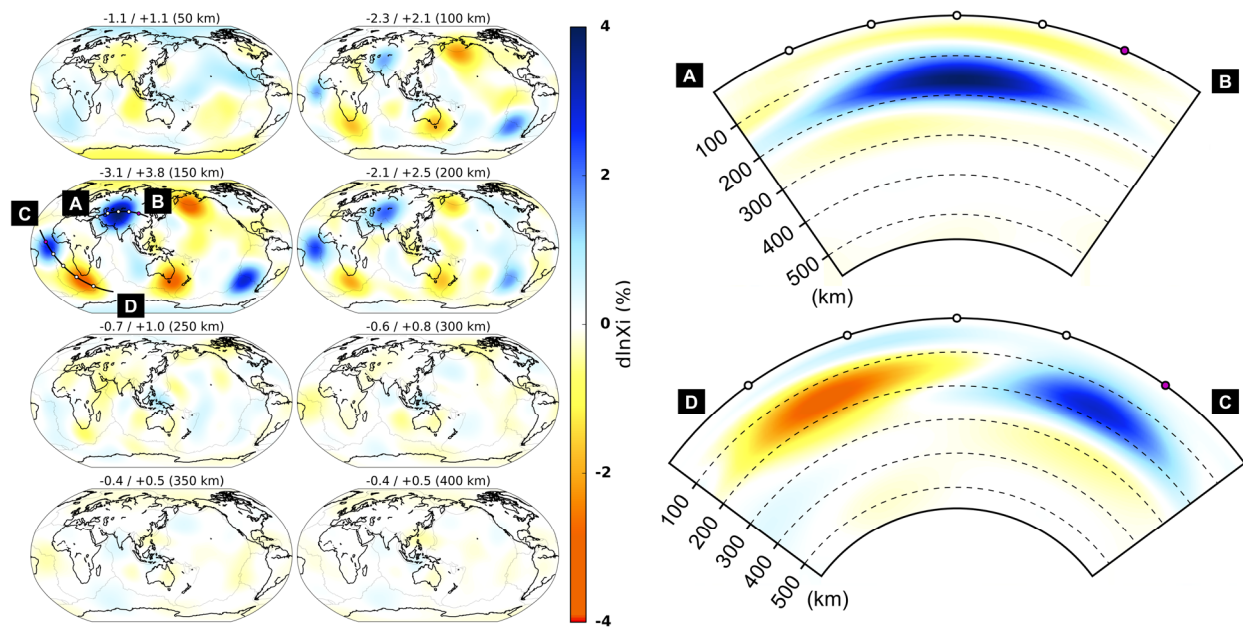 -1.1 / +1.1 (50 km)
-2.3 / +2.1 (100 km)
-3.1 / +3.8 (150 km)
-2.1 / +2.5 (200 km)
C
A
B
D
-0.7 / +1.0 (250 km)
-0.6 / +0.8 (300 km)
-0.4 / +0.5 (350 km)
-0.4 / +0.5 (400 km)
4
2
0
-2
-4
dlnXi (%)
A
B
100
200
300
400
500
(km)
D
C
100
200
300
400
500
(km)